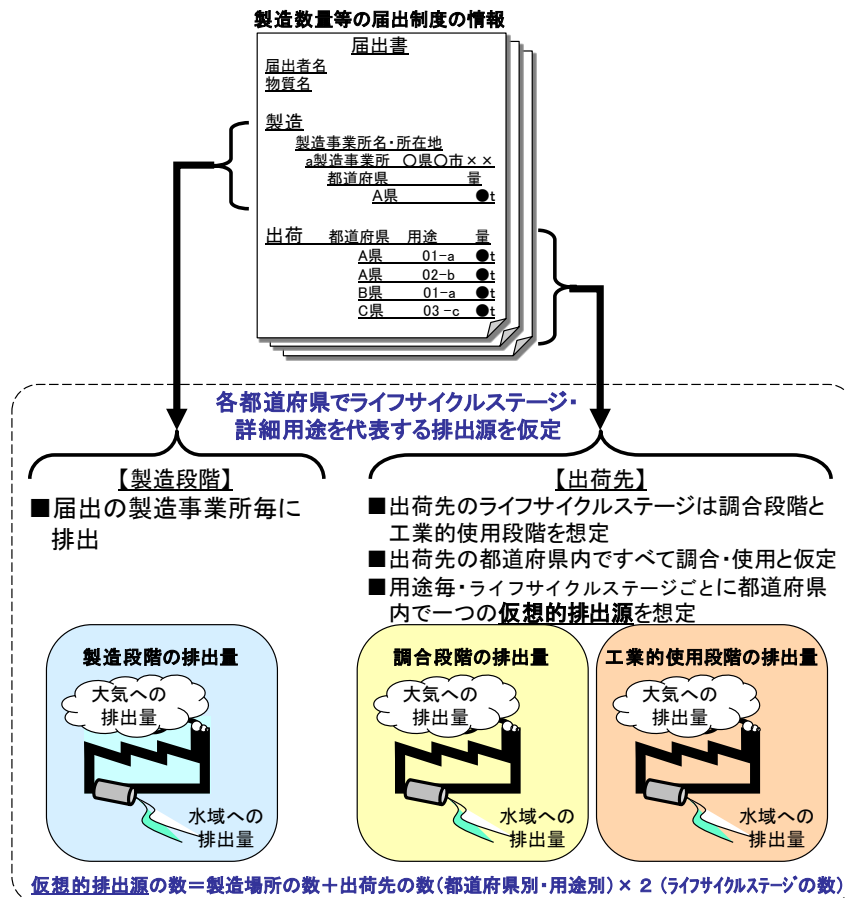 製造数量等の届出制度の情報
届出書
届出者名
物質名
製造
製造事業所名・所在地
a製造事業所 〇県〇市××
都道府県 量
A県 ●t
出荷 都道府県 用途 量
A県 01-a ●t
A県 02-b ●t
B県 01-a ●t
C県 03-c ●t
各都道府県でライフサイクルステージ・
詳細用途を代表する排出源を仮定
【製造段階】
■届出の製造事業所毎に
排出
【出荷先】
■出荷先のライフサイクルステージは調合段階と
工業的使用段階を想定
■出荷先の都道府県内ですべて調合・使用と仮定
■用途毎・ライフサイクルステージごとに都道府県
内で一つの仮想的排出源を想定
製造段階の排出量
大気への
排出量
水域への
排出量
調合段階の排出量
大気への
排出量
水域への
排出量
工業的使用段階の排出量
大気への
排出量
水域への
排出量
仮想的排出源の数＝製造場所の数＋出荷先の数(都道府県別・用途別)×２(ライフサイクルステージの数)